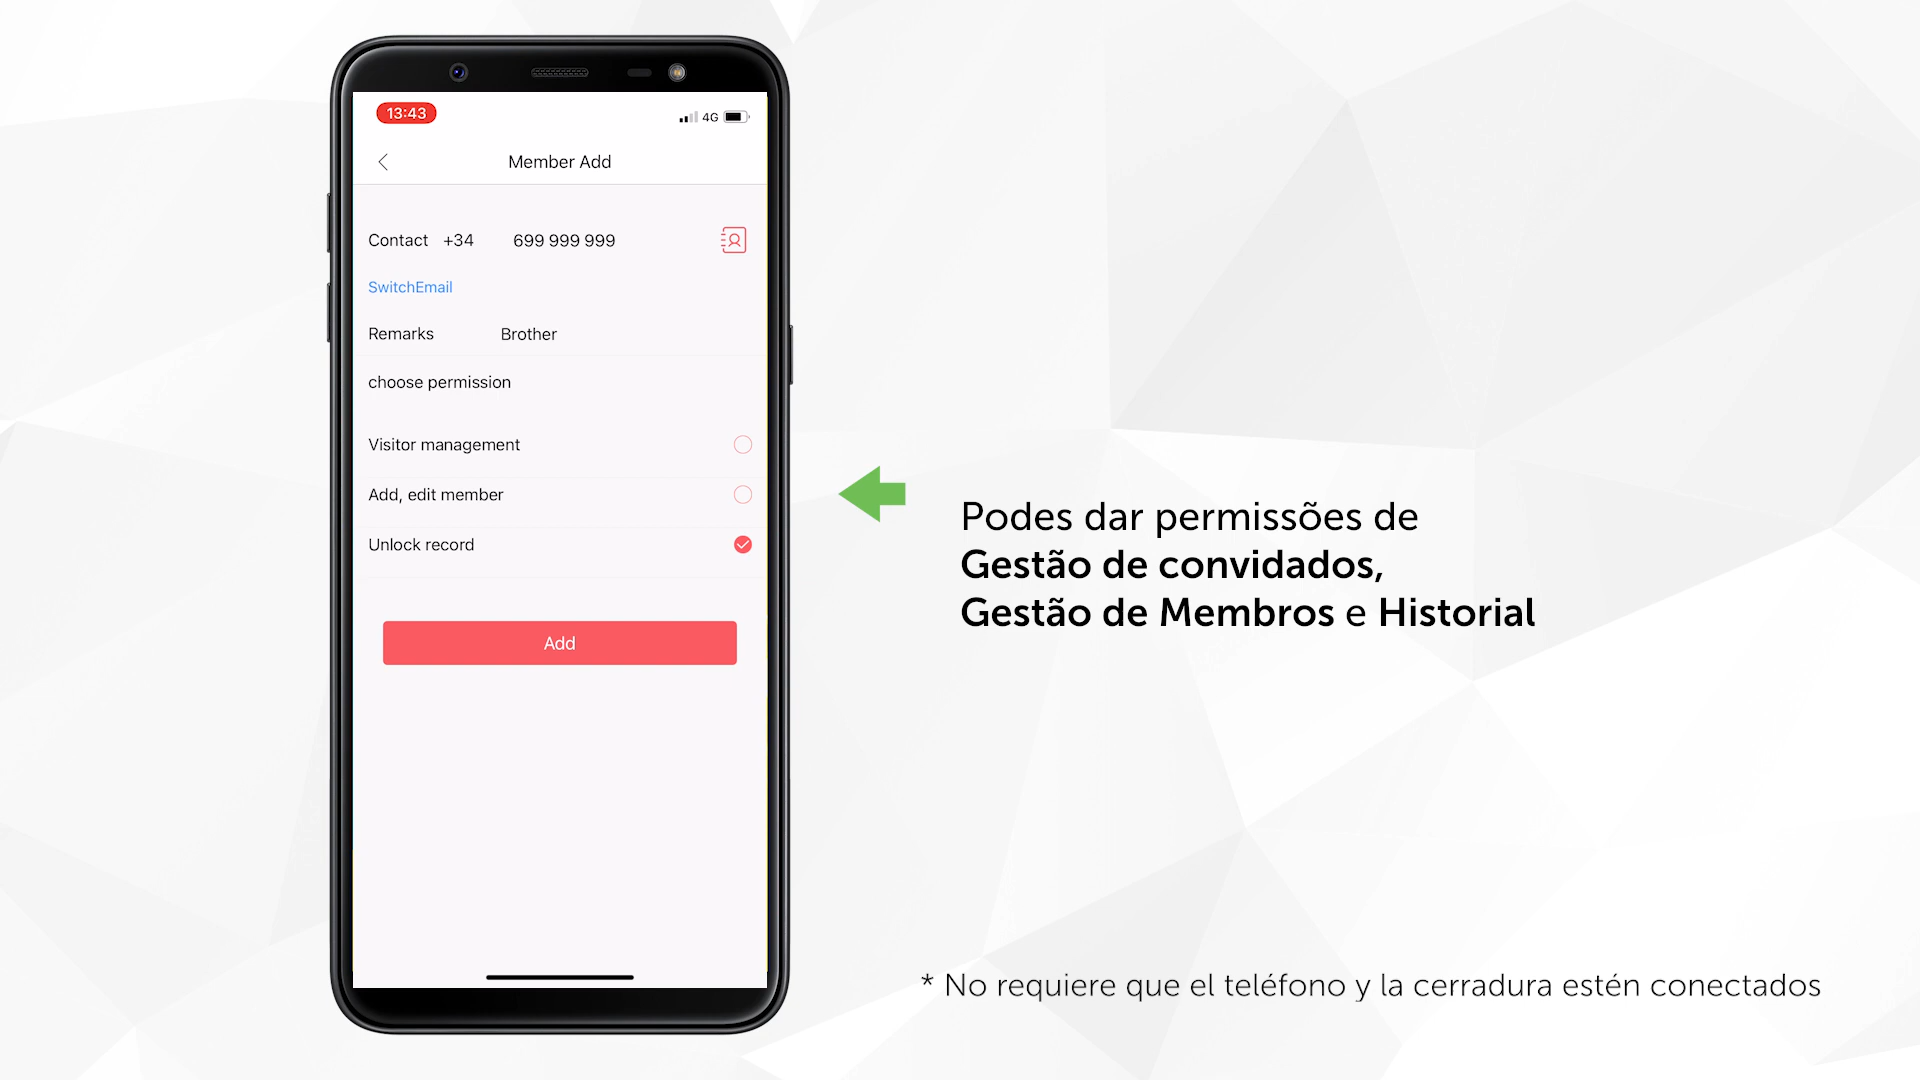 13:43
4G
Member Add
Contact +34 699 999 999
SwitchEmail
Remarks Brother
choose permission
Visitor management
Add, edit member
Unlock record
Add
Podes dar permissões de
Gestão de convidados,
Gestão de Membros e Historial
* No requiere que el teléfono y la cerradura estén conectados